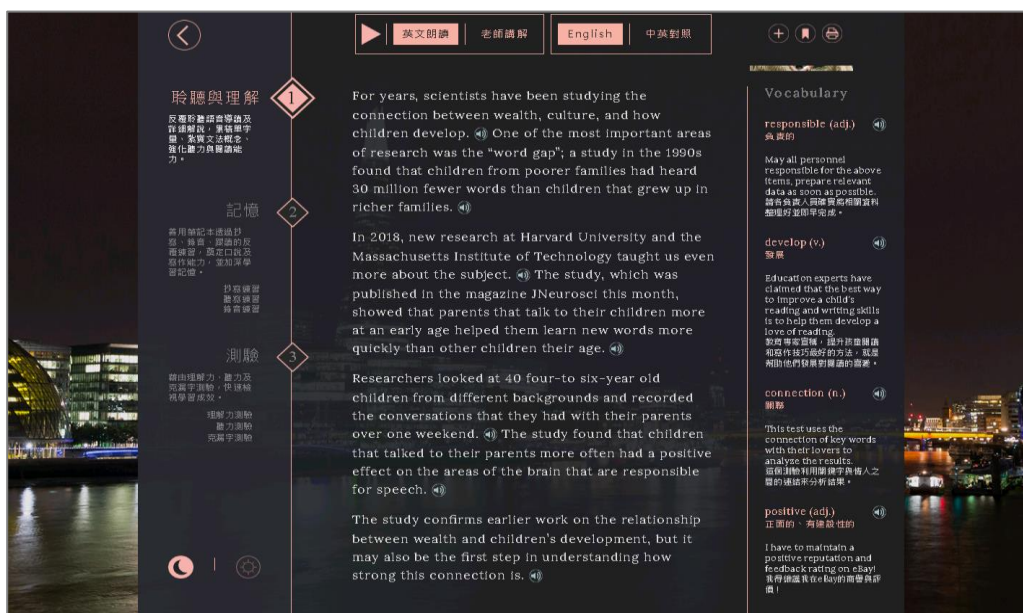 英文朗讀
老師講解
English
中英對照
聆聽與理解
1
反覆聆聽語音導讀及
詳細解說,累積單字
量、紮實文法概念、
強化聽力與閱讀能
力。
記憶
2
善用筆記本透過抄
寫、錄音、跟讀的反
覆練習,奠定口說及
寫作能力,並加深學
習記憶。
抄寫練習
聽寫練習
錄音練習
測驗
3
藉由理解力、聽力及
克漏字測驗,快速檢
視學習成效。
理解力測驗
聽力測驗
克漏字測驗
For years, scientists have been studying the
connection between wealth, culture, and how
children develop. One of the most important areas
of research was the “word gap”; a study in the 1990s
found that children from poorer families had heard
30 million fewer words than children that grew up in
richer families.
In 2018, new research at Harvard University and the
Massachusetts Institute of Technology taught us even
more about the subject. The study, which was
published in the magazine JNeurosci this month,
showed that parents that talk to their children more
at an early age helped them learn new words more
quickly than other children their age.
Researchers looked at 40 four-to six-year old
children from different backgrounds and recorded
the conversations that they had with their parents
over one weekend. The study found that children
that talked to their parents more often had a positive
effect on the areas of the brain that are responsible
for speech.
The study confirms earlier work on the relationship
between wealth and children's development, but it
may also be the first step in understanding how
strong this connection is.
Vocabulary
responsible (adj.)
負責的
May all personnel
responsible for the above
items, prepare relevant
data as soon as possible.
請各負責人員確實將相關資料
整理好並即早完成。
develop (v.)
發展
Education experts have
claimed that the best way
to improve a child's
reading and writing skills
is to help them develop a
love of reading.
教育專家宣稱,提升孩童閱讀
和寫作技巧最好的方法,就是
幫助他們發展對閱讀的喜愛。
connection (n.)
關聯
This test uses the
connection of key words
with their lovers to
analyze the results.
這個測驗利用關鍵字與情人之
間的連結來分析結果。
positive (adj.)
正面的、有建設性的
I have to maintain a
positive reputation and
feedback rating on eBay!
我得維護我在eBay的商譽與評
價!